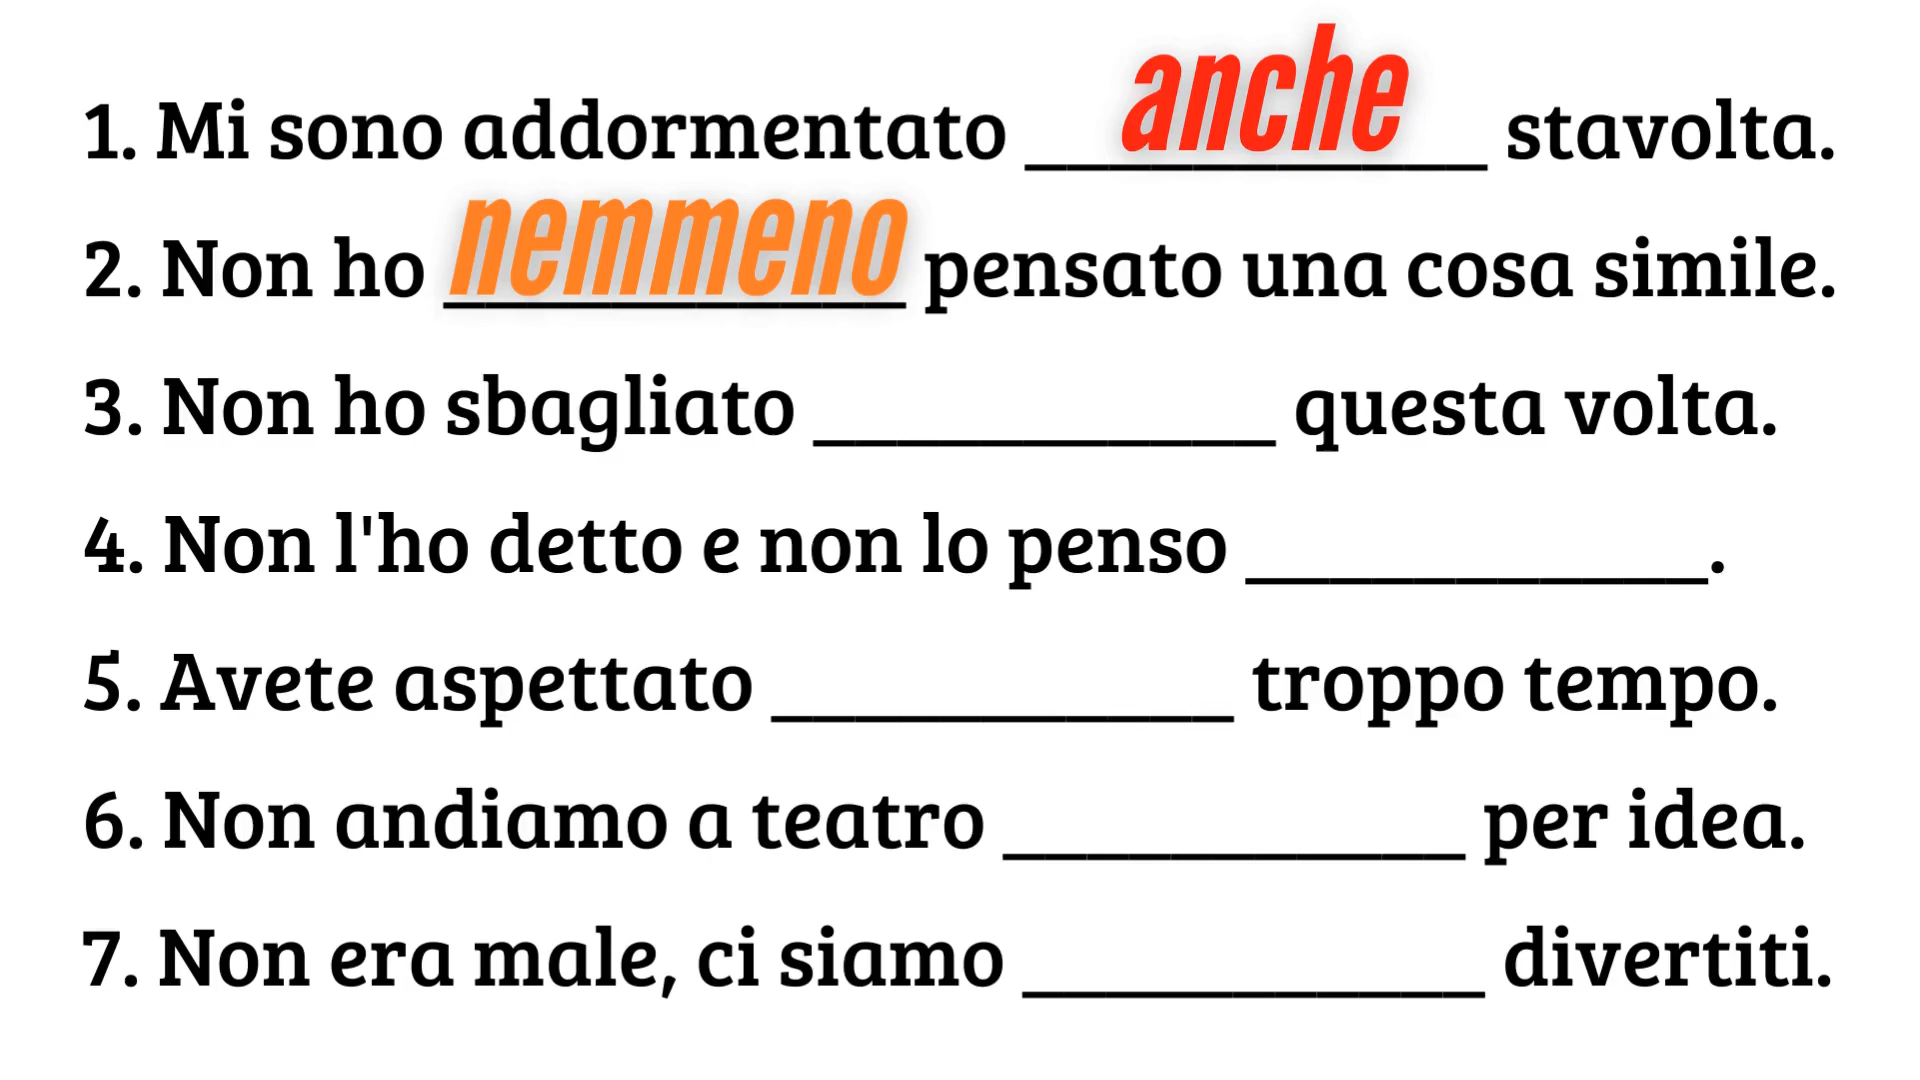 1. Mi sono addormentato anche stavolta.
2. Non ho nemmeno pensato una cosa simile.
3. Non ho sbagliato ___________ questa volta.
4. Non l'ho detto e non lo penso ___________.
5. Avete aspettato ___________ troppo tempo.
6. Non andiamo a teatro ___________ per idea.
7. Non era male, ci siamo ___________ divertiti.